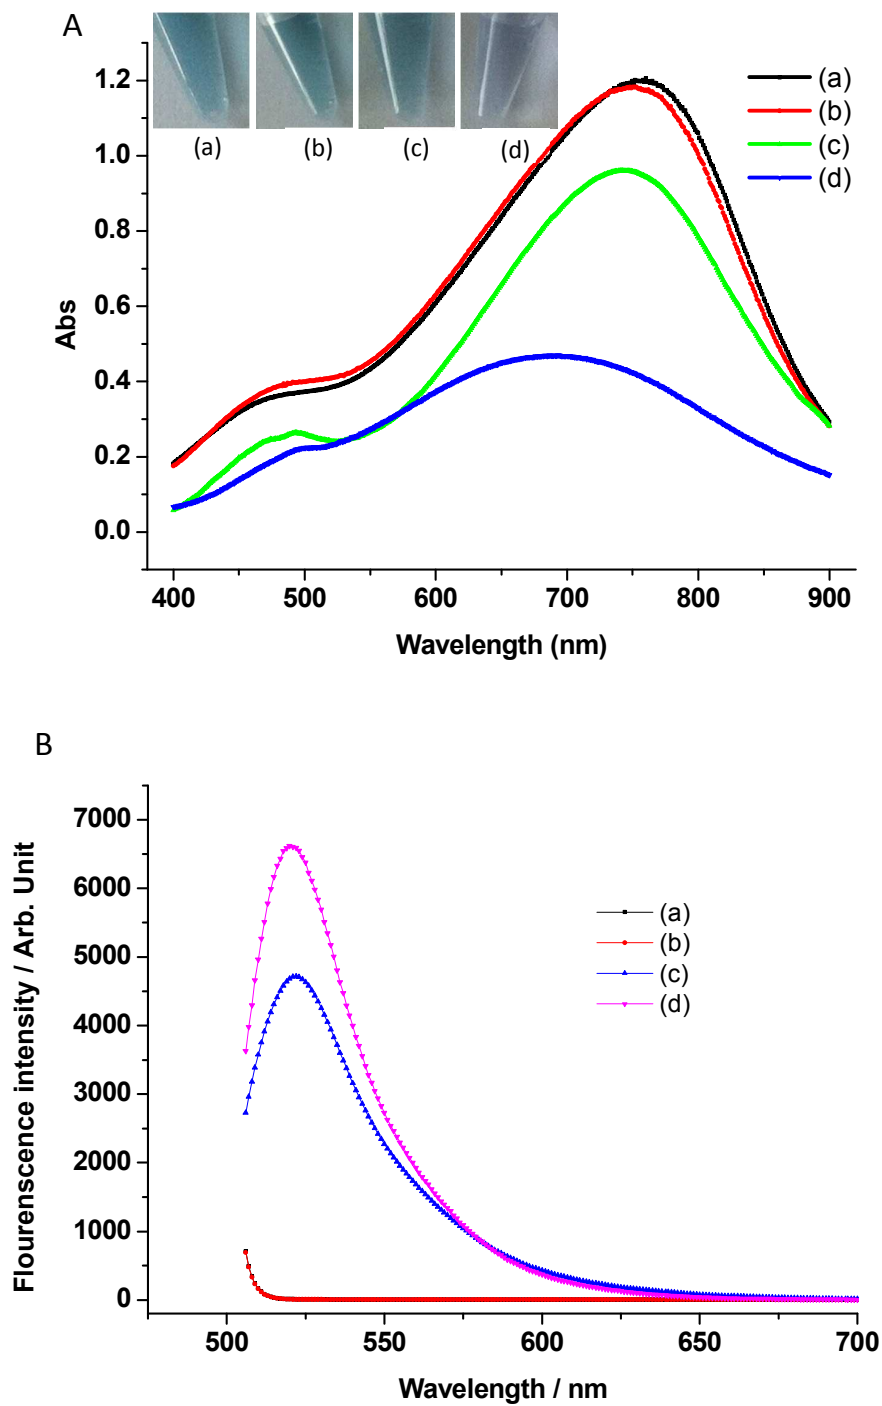 A
(a) (b) (c) (d)
(a)
(b)
(c)
(d)
1.2
1.0
0.8
0.6
0.4
0.2
0.0
Abs
400 500 600 700 800 900
Wavelength (nm)
B
7000
6000
5000
4000
3000
2000
1000
0
Flourenscence intensity / Arb. Unit
(a)
(b)
(c)
(d)
500 550 600 650 700
Wavelength / nm